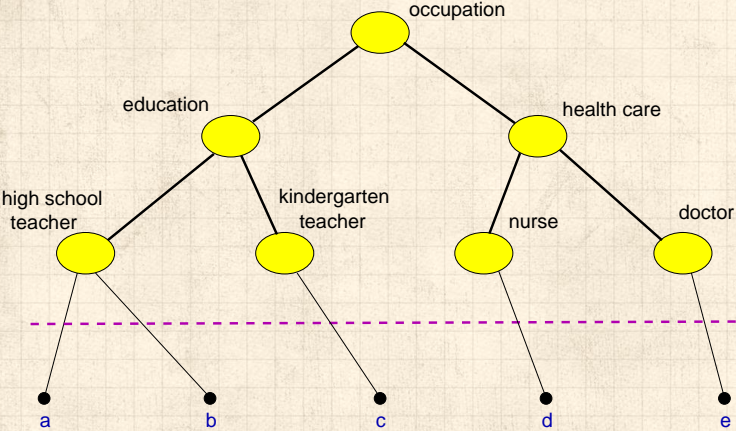 occupation
education
health care
high school
teacher
kindergarten
teacher
nurse
doctor
a
b
c
d
e